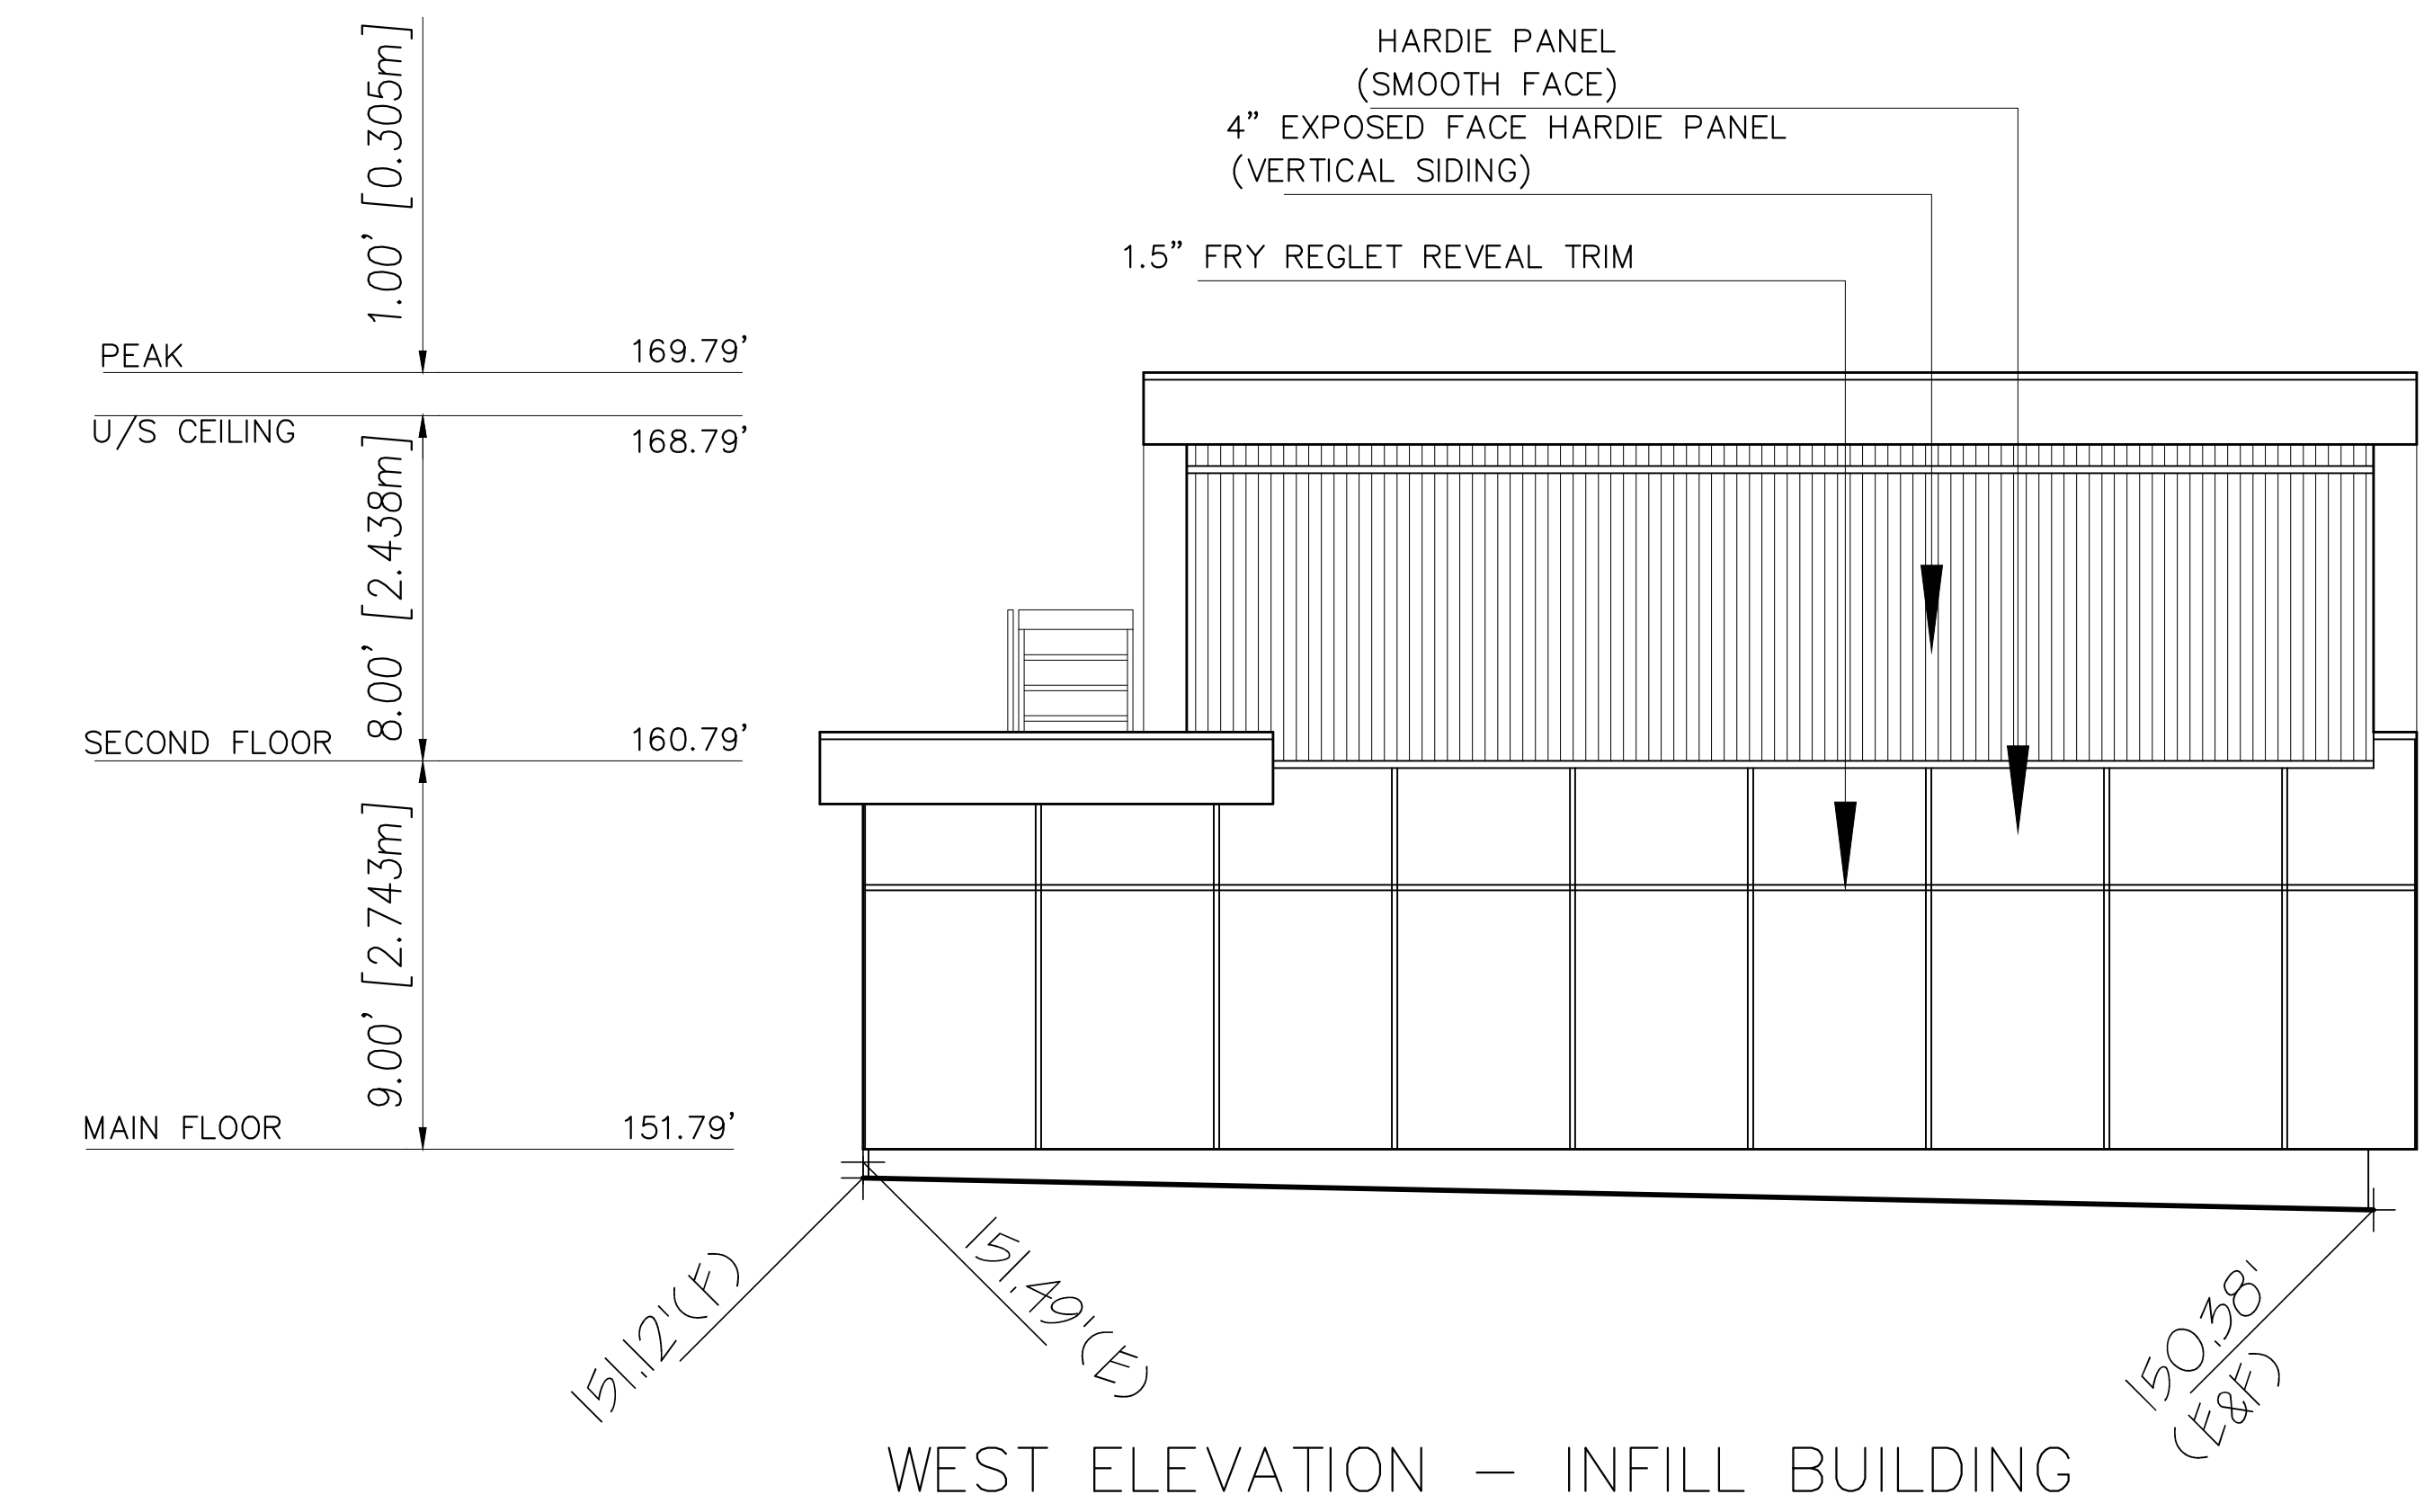 HARDIE PANEL
(SMOOTH FACE)
4” EXPOSED FACE HARDIE PANEL
(VERTICAL SIDING)
1.5” FRY REGLET REVEAL TRIM
1.00’ [0.305m]
PEAK 169.79’
U/S CEILING 168.79’
8.00’ [2.438m]
SECOND FLOOR 160.79’
9.00’ [2.743m]
MAIN FLOOR 151.79’
151.12'(F)
151.49'(E)
150.38'
(E&F)
WEST ELEVATION – INFILL BUILDING